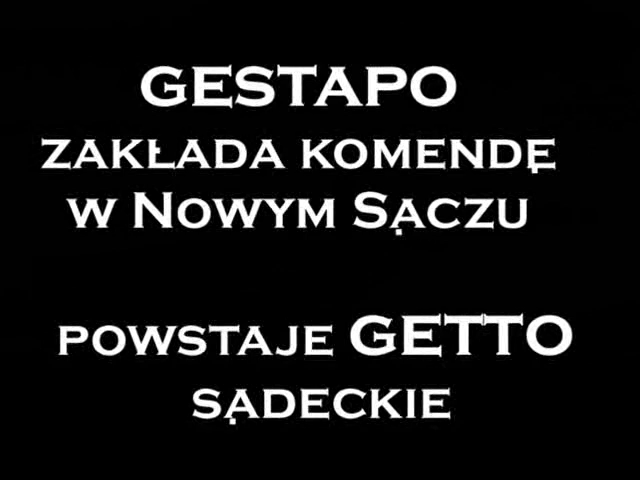 GESTAPO
ZAKŁADA KOMENDĘ
W NOWYM SĄCZU
POWSTAJE GETTO
SĄDECKIE